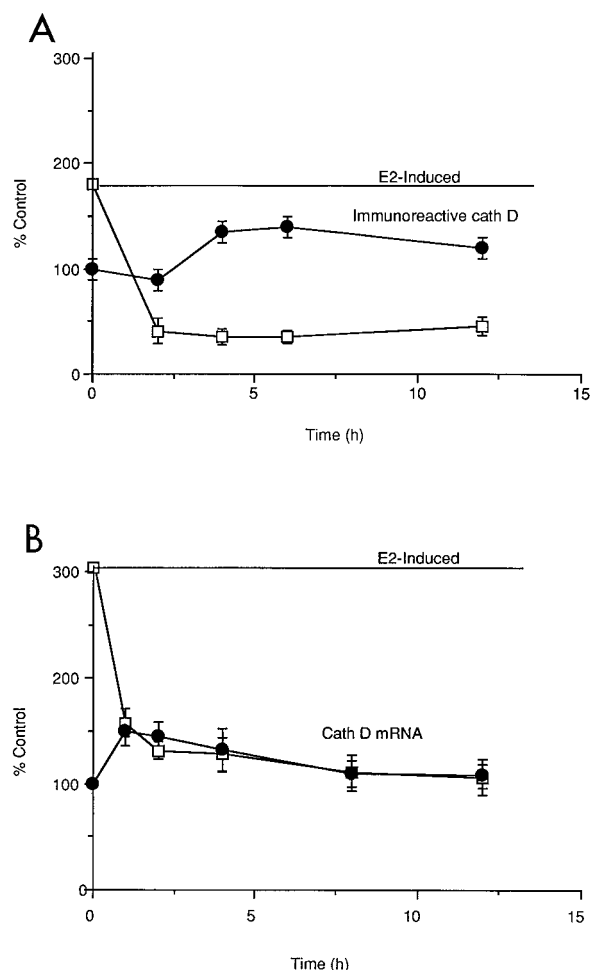 A
300
200
100
0
% Control
E2-Induced
Immunoreactive cath D
0
5
10
15
Time (h)
B
300
200
100
0
% Control
E2-Induced
Cath D mRNA
0
5
10
15
Time (h)